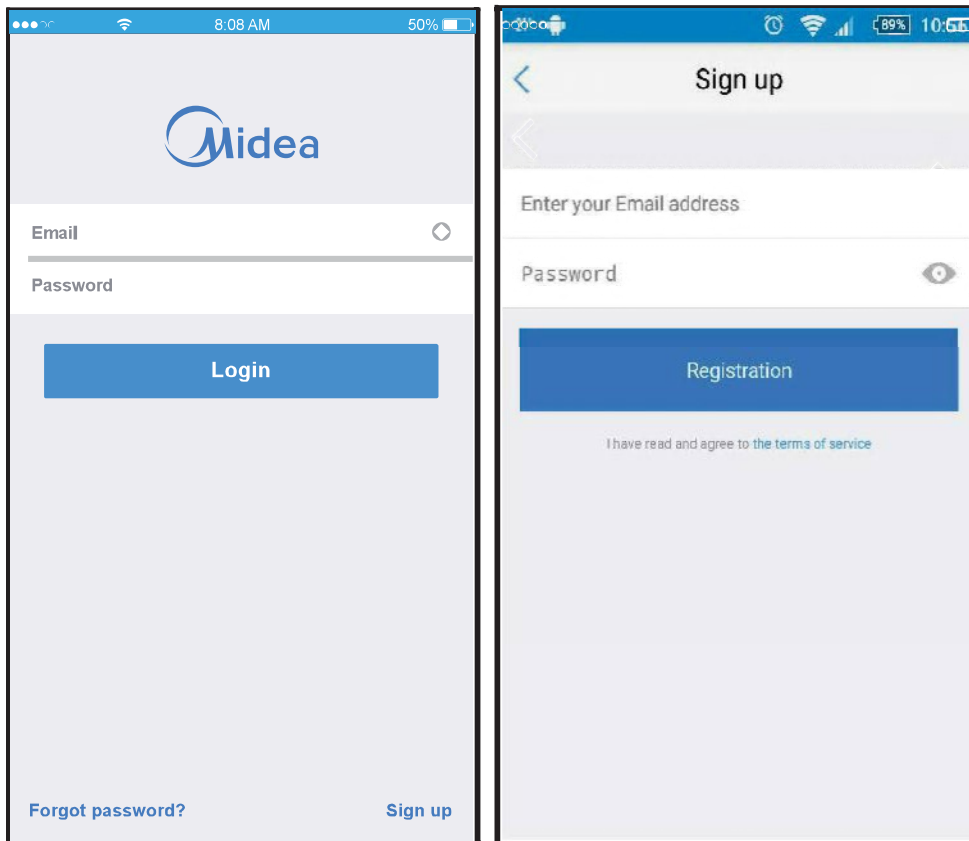 8:08 AM
50%
Midea
Email
Password
Login
Forgot password?
Sign up
89%
Sign up
Enter your Email address
Password
Registration
I have read and agree to the terms of service